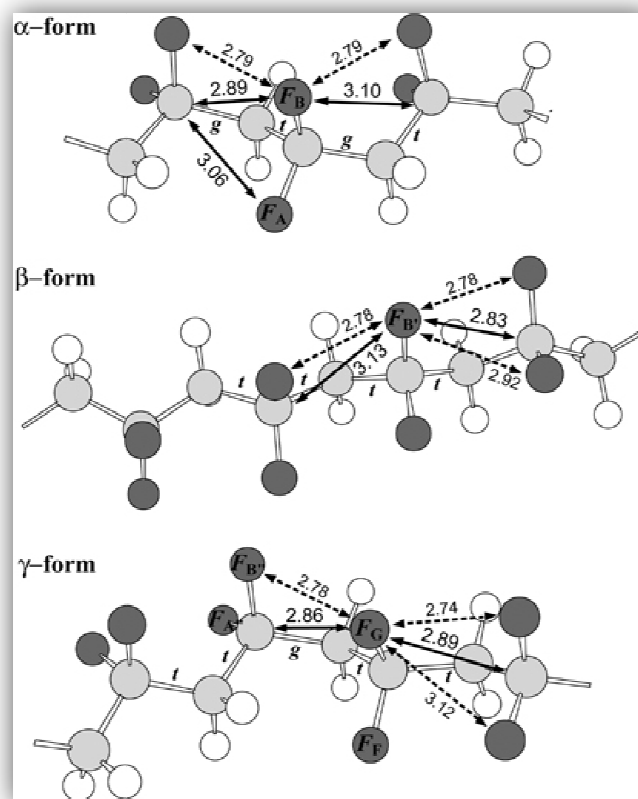 α–form
2.79 2.79
2.89 F_B 3.10
g t g t
3.06
F_A
β–form
2.78
2.78 F_B' 2.83
3.13
t t t t
2.92
γ–form
F_B''
2.78 2.74
2.86 F_G 2.89
t t g t t
3.12
F_F